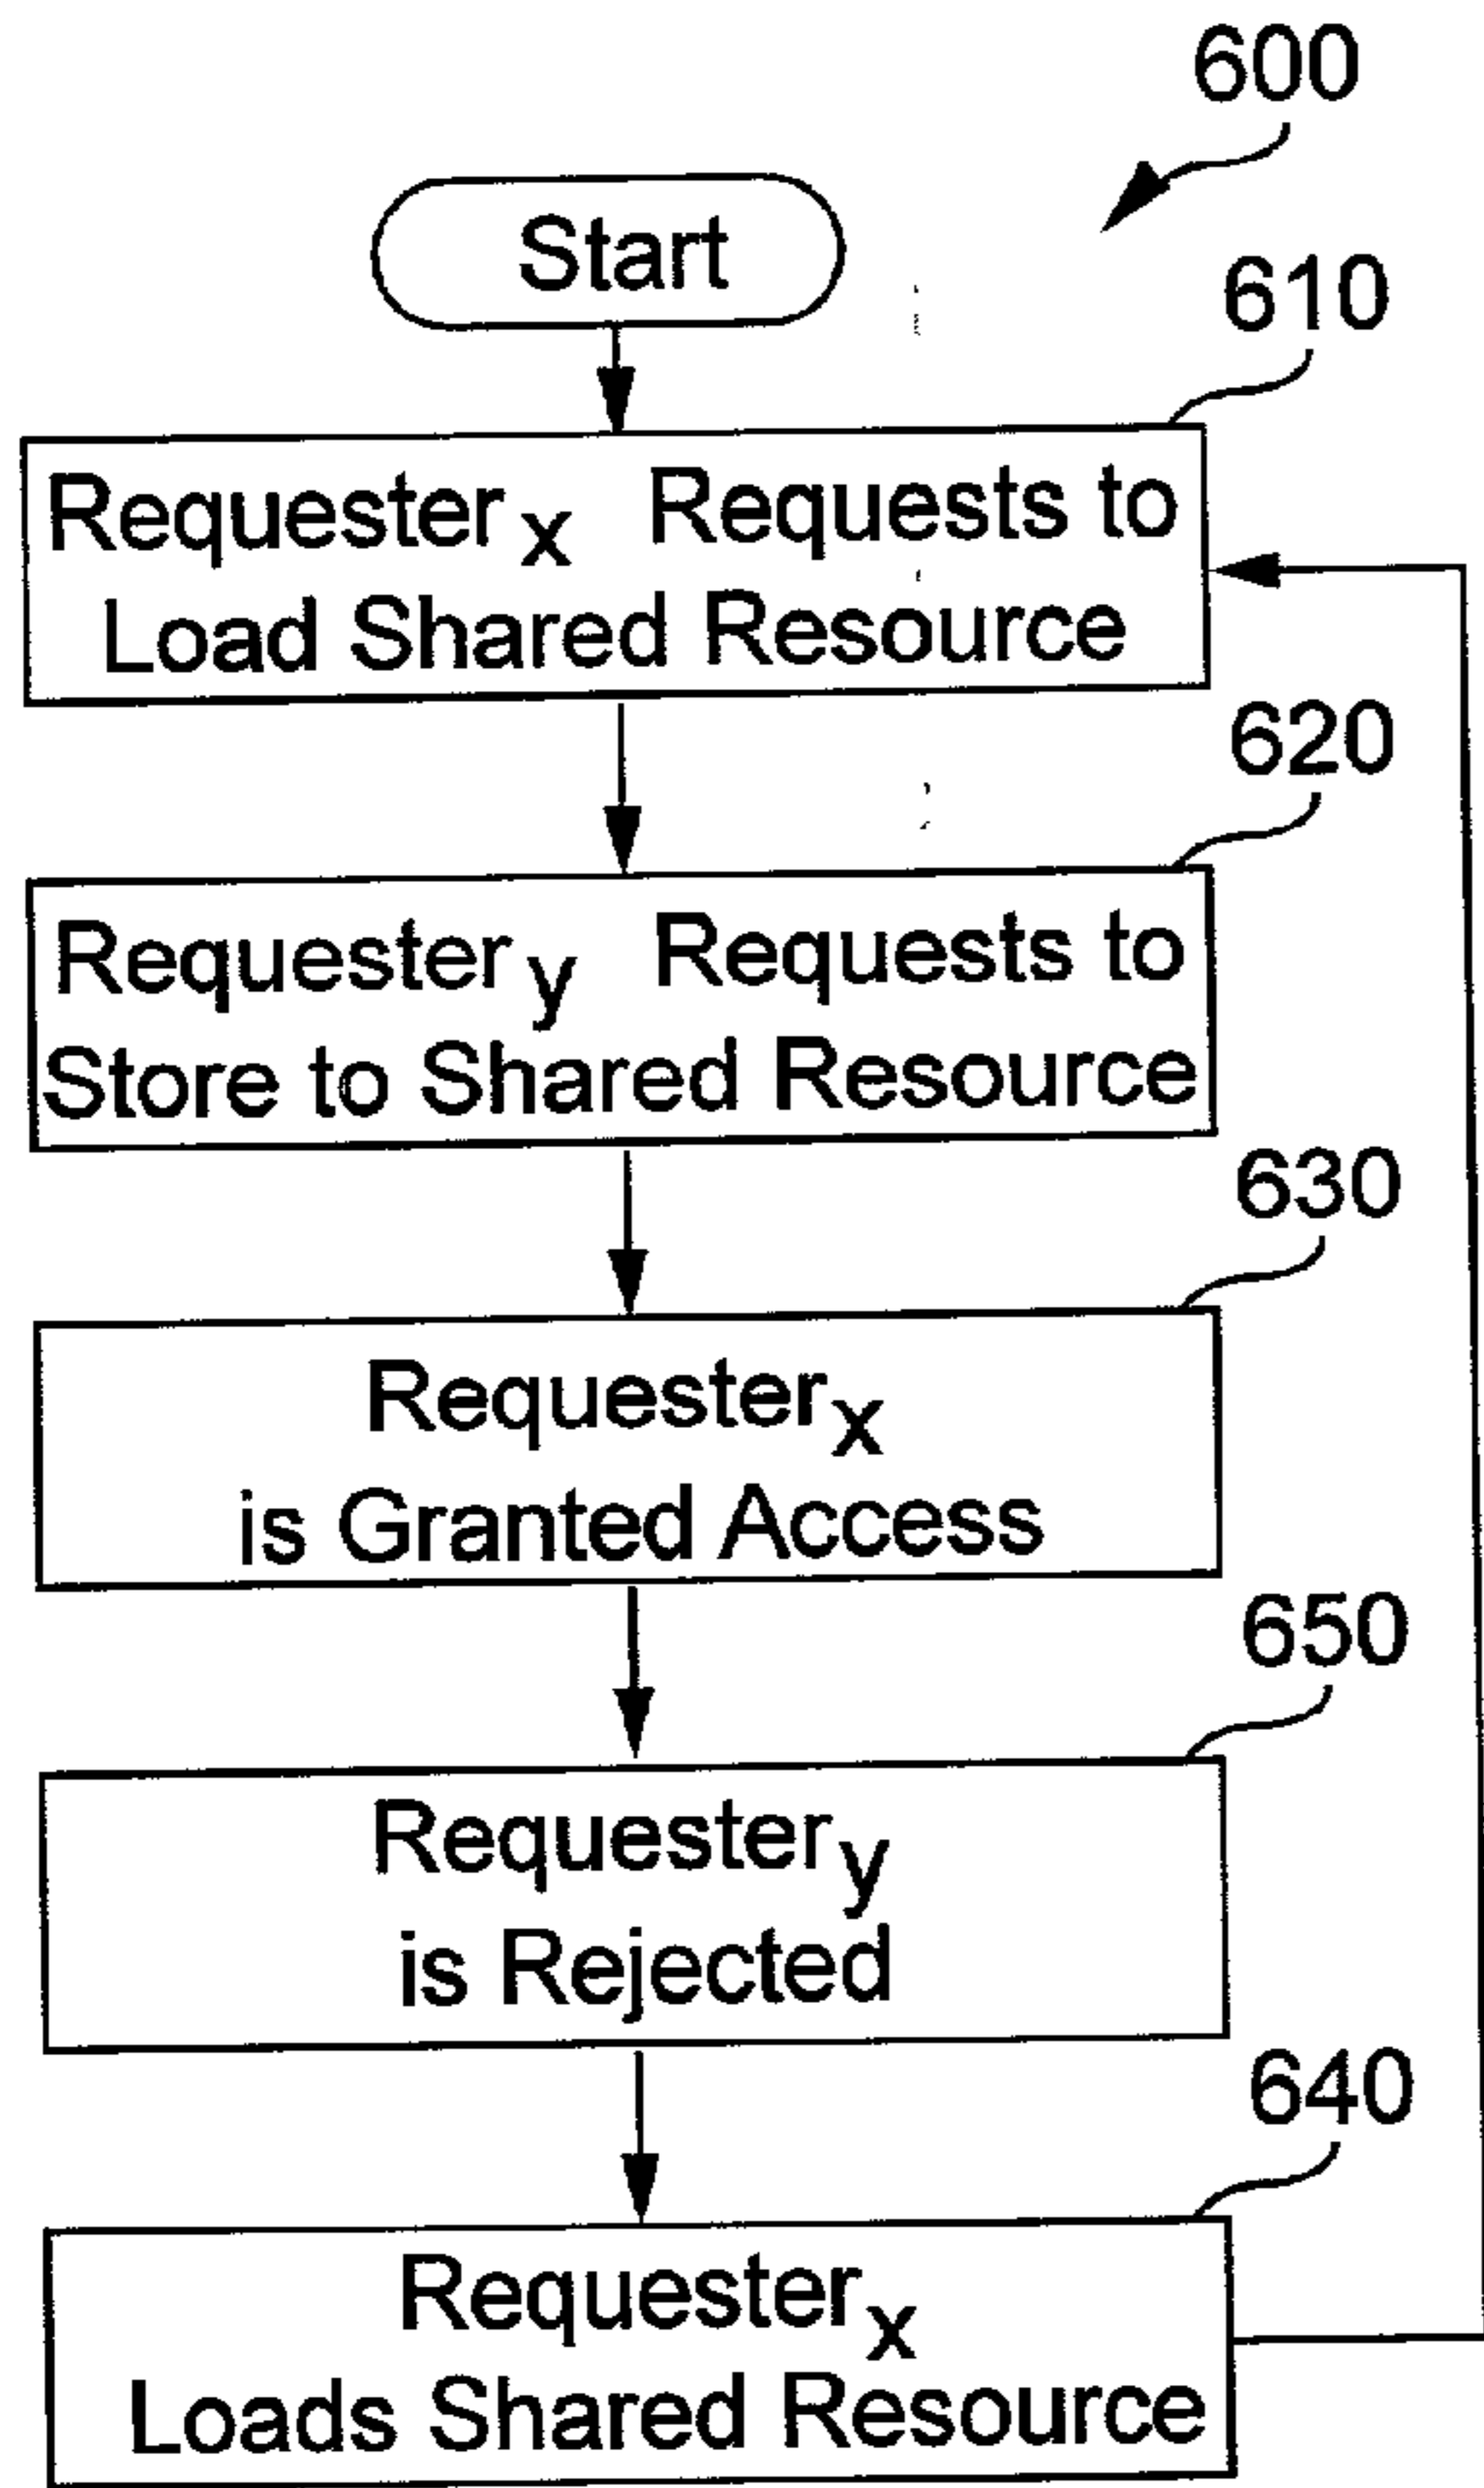 600
Start
610
Requester x Requests to
Load Shared Resource
620
Requester y Requests to
Store to Shared Resource
630
Requester x
is Granted Access
650
Requester y
is Rejected
640
Requester x
Loads Shared Resource